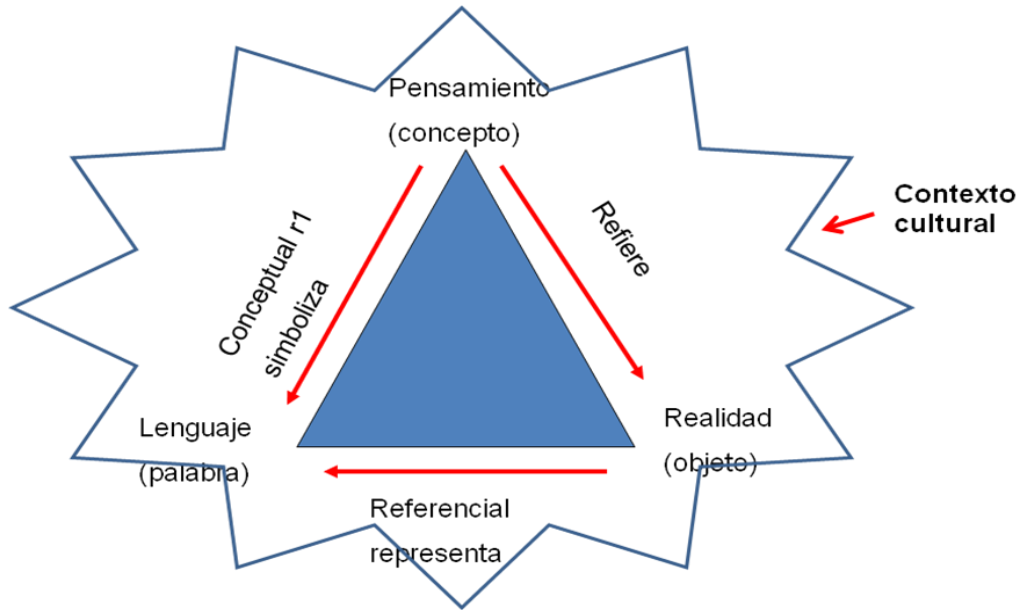 Pensamiento
(concepto)
Contexto
cultural
Conceptual r1
simboliza
Refiere
Lenguaje
(palabra)
Realidad
(objeto)
Referencial
representa